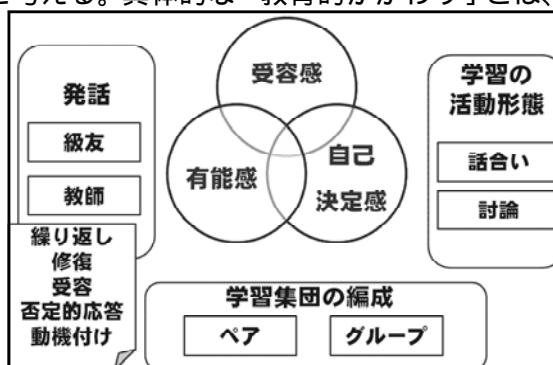 と考える。具体的な「教育的かかわり」とは、
発話
級友
教師
繰り返し
修復
受容
否定的応答
動機付け
受容感
有能感
自己
決定感
学習の
活動形態
話合い
討論
学習集団の編成
ペア
グループ